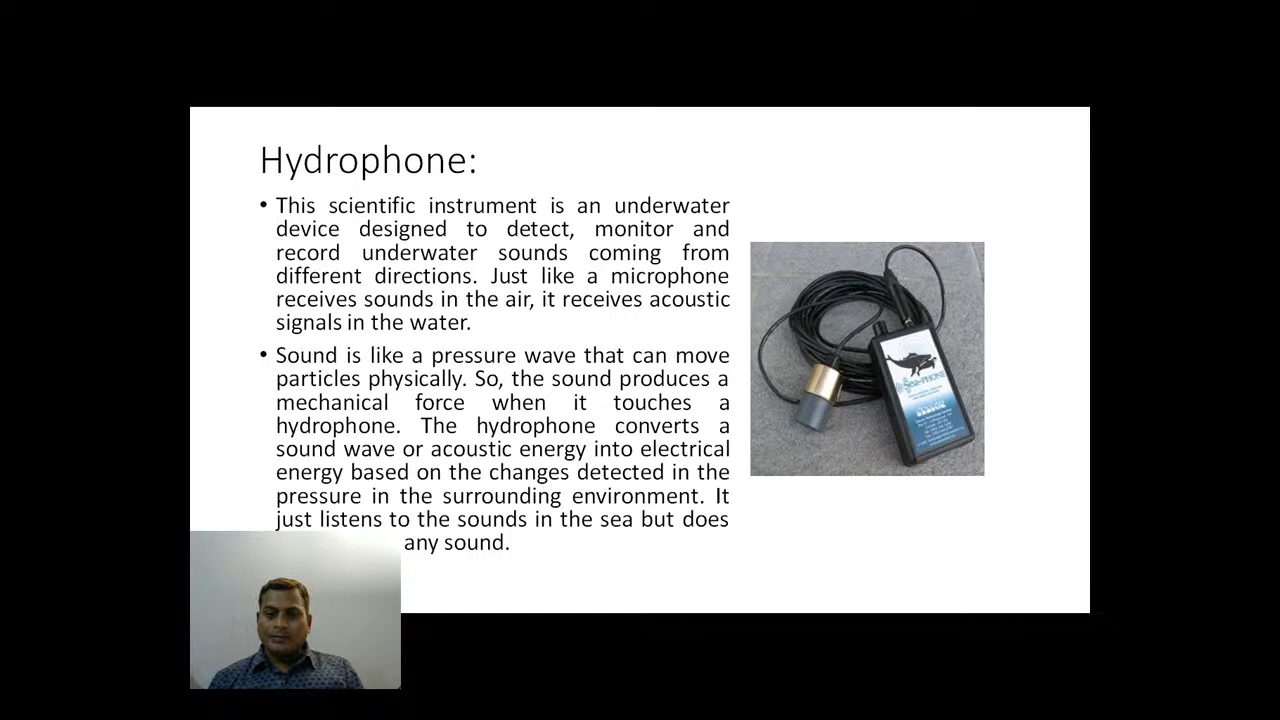 Hydrophone:
• This scientific instrument is an underwater
device designed to detect, monitor and
record underwater sounds coming from
different directions. Just like a microphone
receives sounds in the air, it receives acoustic
signals in the water.
• Sound is like a pressure wave that can move
particles physically. So, the sound produces a
mechanical force when it touches a
hydrophone. The hydrophone converts a
sound wave or acoustic energy into electrical
energy based on the changes detected in the
pressure in the surrounding environment. It
just listens to the sounds in the sea but does
any sound.
Sea-PHONE